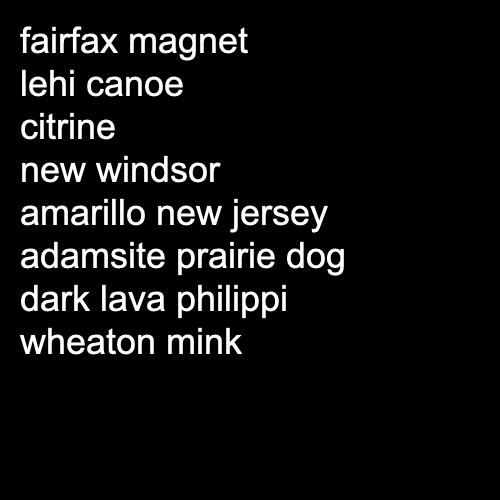 fairfax magnet
lehi canoe
citrine
new windsor
amarillo new jersey
adamsite prairie dog
dark lava philippi
wheaton mink